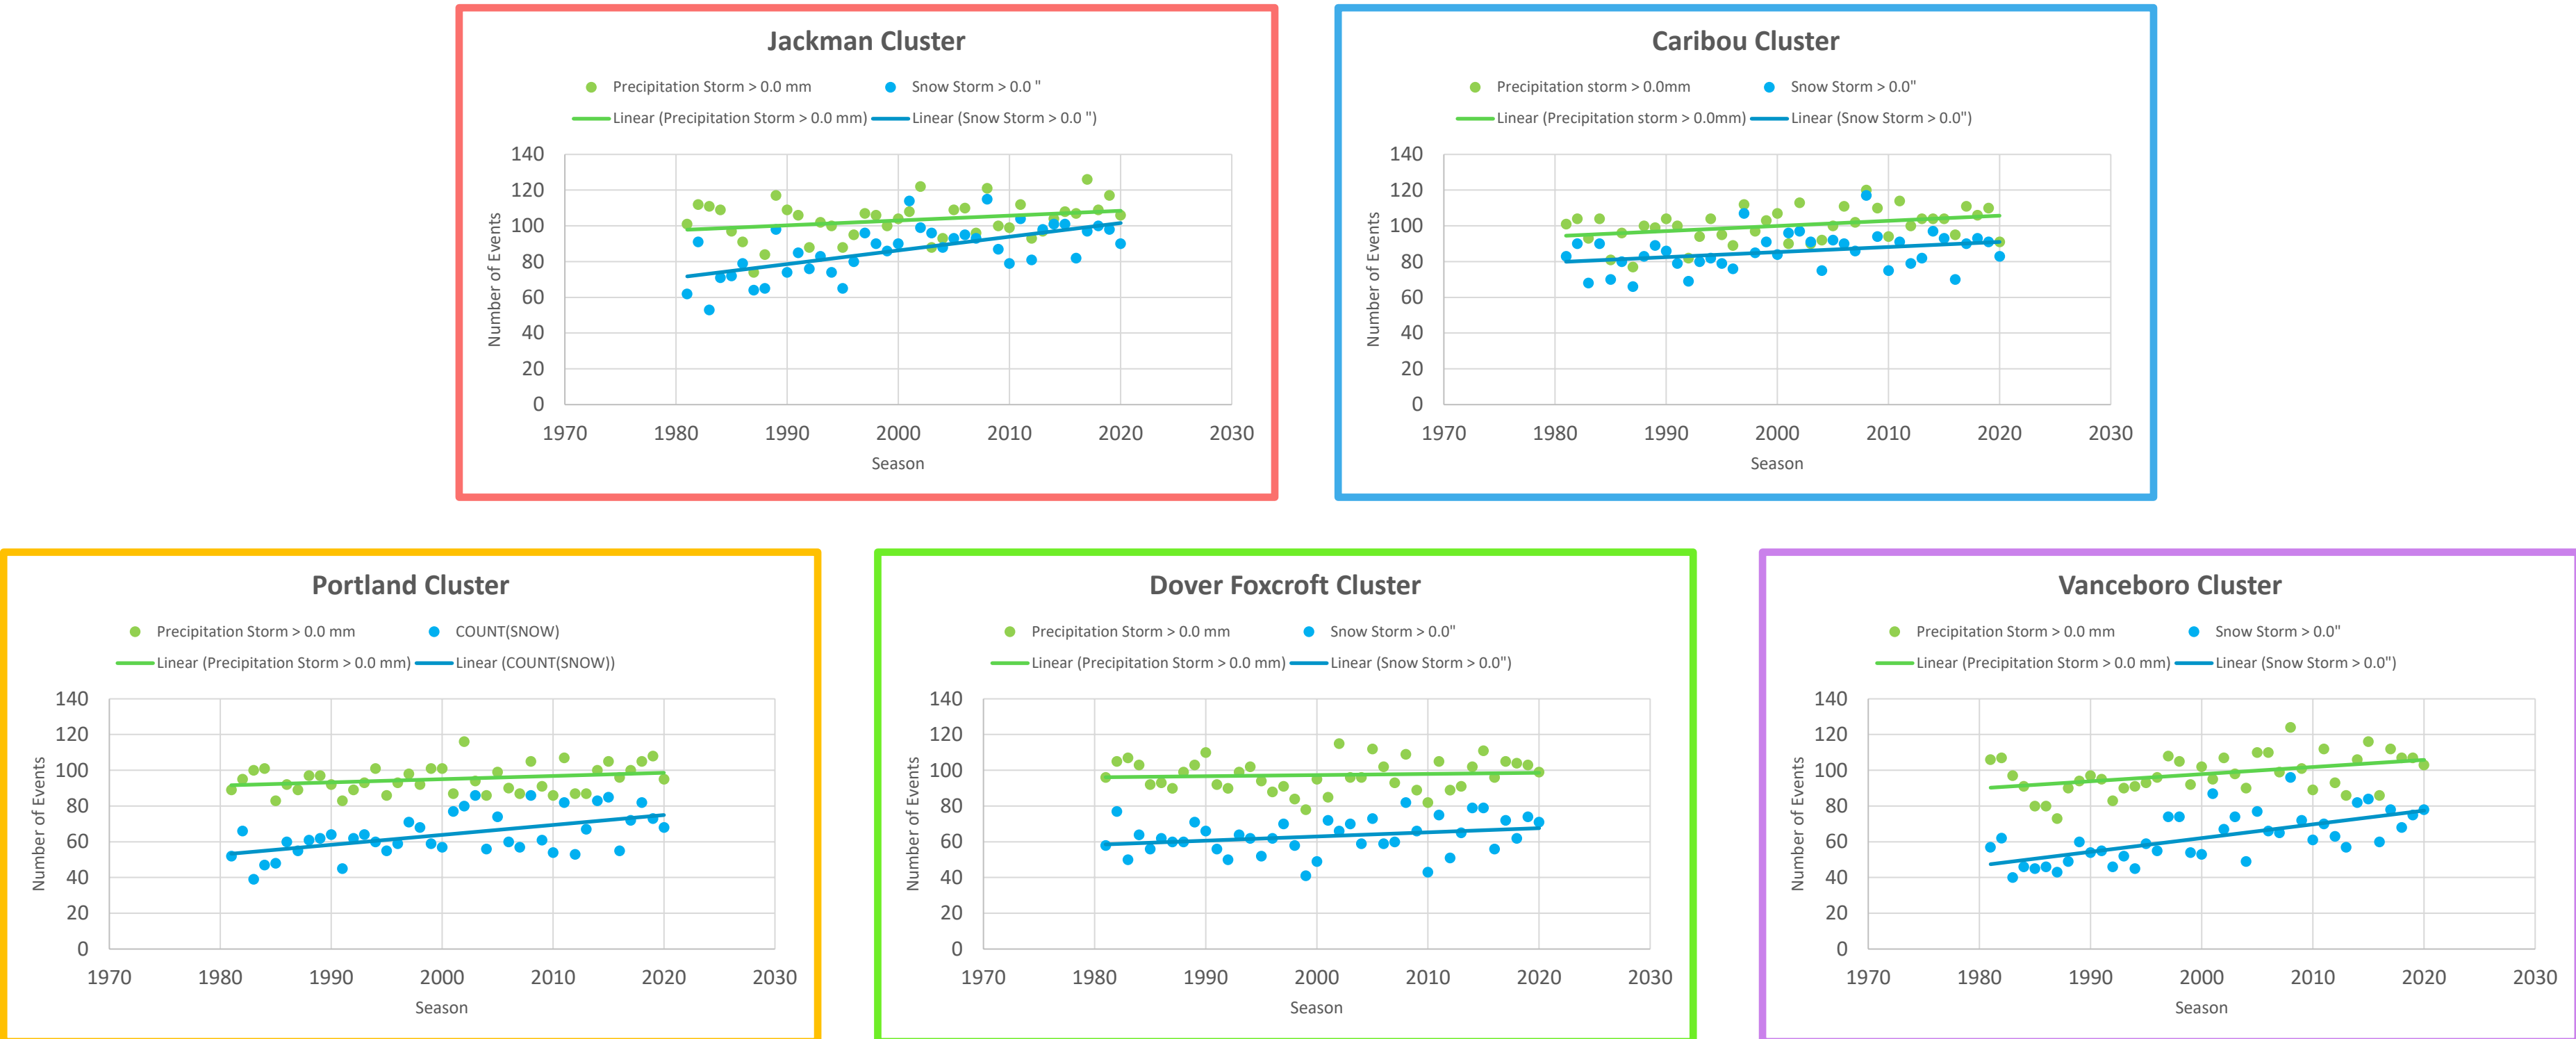 Jackman Cluster
Precipitation Storm > 0.0 mm
Snow Storm > 0.0 "
Linear (Precipitation Storm > 0.0 mm)
Linear (Snow Storm > 0.0 ")
140
120
100
80
60
40
20
0
Number of Events
1970 1980 1990 2000 2010 2020 2030
Season
Caribou Cluster
Precipitation storm > 0.0mm
Snow Storm > 0.0"
Linear (Precipitation storm > 0.0mm)
Linear (Snow Storm > 0.0")
140
120
100
80
60
40
20
0
Number of Events
1970 1980 1990 2000 2010 2020 2030
Season
Portland Cluster
Precipitation Storm > 0.0 mm
COUNT(SNOW)
Linear (Precipitation Storm > 0.0 mm)
Linear (COUNT(SNOW))
140
120
100
80
60
40
20
0
Number of Events
1970 1980 1990 2000 2010 2020 2030
Season
Dover Foxcroft Cluster
Precipitation Storm > 0.0 mm
Snow Storm > 0.0"
Linear (Precipitation Storm > 0.0 mm)
Linear (Snow Storm > 0.0")
140
120
100
80
60
40
20
0
Number of Events
1970 1980 1990 2000 2010 2020 2030
Season
Vanceboro Cluster
Precipitation Storm > 0.0 mm
Snow Storm > 0.0"
Linear (Precipitation Storm > 0.0 mm)
Linear (Snow Storm > 0.0")
140
120
100
80
60
40
20
0
Number of Events
1970 1980 1990 2000 2010 2020 2030
Season